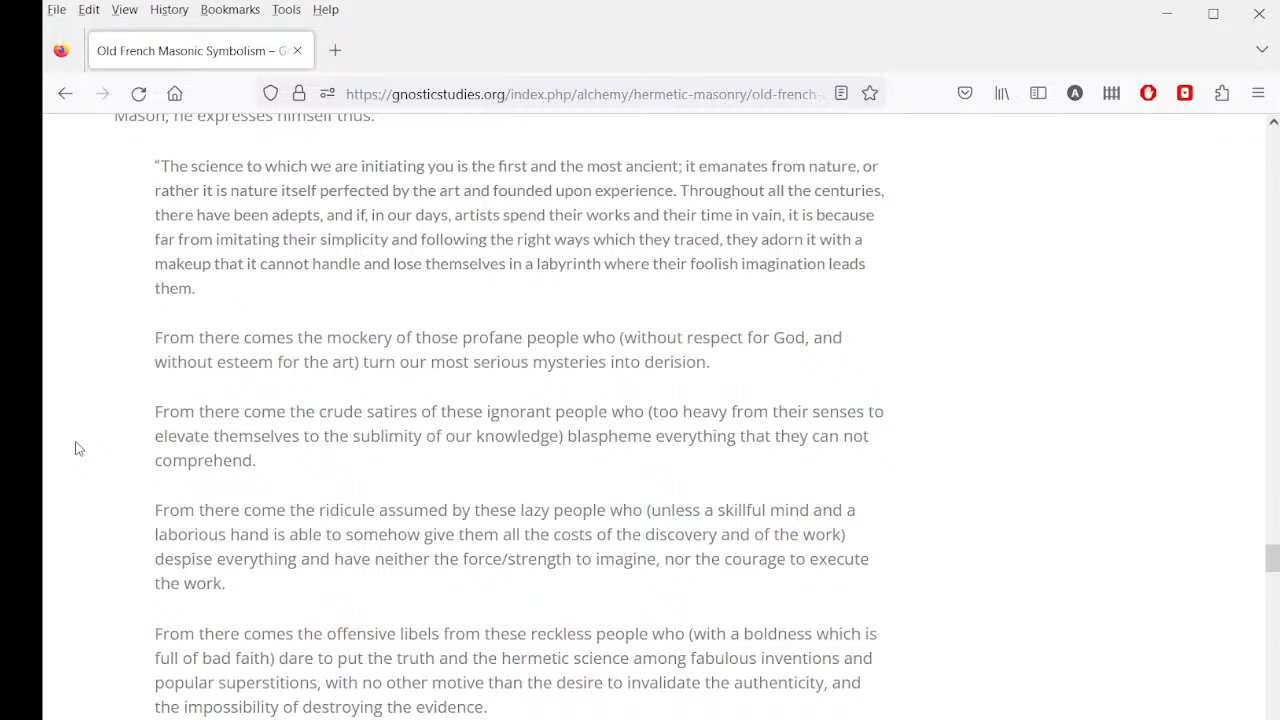 File Edit View History Bookmarks Tools Help
Old French Masonic Symbolism – G
https://gnosticstudies.org/index.php/alchemy/hermetic-masonry/old-french-
Mason, he expresses himself thus:
“The science to which we are initiating you is the first and the most ancient; it emanates from nature, or
rather it is nature itself perfected by the art and founded upon experience. Throughout all the centuries,
there have been adepts, and if, in our days, artists spend their works and their time in vain, it is because
far from imitating their simplicity and following the right ways which they traced, they adorn it with a
makeup that it cannot handle and lose themselves in a labyrinth where their foolish imagination leads
them.
From there comes the mockery of those profane people who (without respect for God, and
without esteem for the art) turn our most serious mysteries into derision.
From there come the crude satires of these ignorant people who (too heavy from their senses to
elevate themselves to the sublimity of our knowledge) blaspheme everything that they can not
comprehend.
From there come the ridicule assumed by these lazy people who (unless a skillful mind and a
laborious hand is able to somehow give them all the costs of the discovery and of the work)
despise everything and have neither the force/strength to imagine, nor the courage to execute
the work.
From there comes the offensive libels from these reckless people who (with a boldness which is
full of bad faith) dare to put the truth and the hermetic science among fabulous inventions and
popular superstitions, with no other motive than the desire to invalidate the authenticity, and
the impossibility of destroying the evidence.